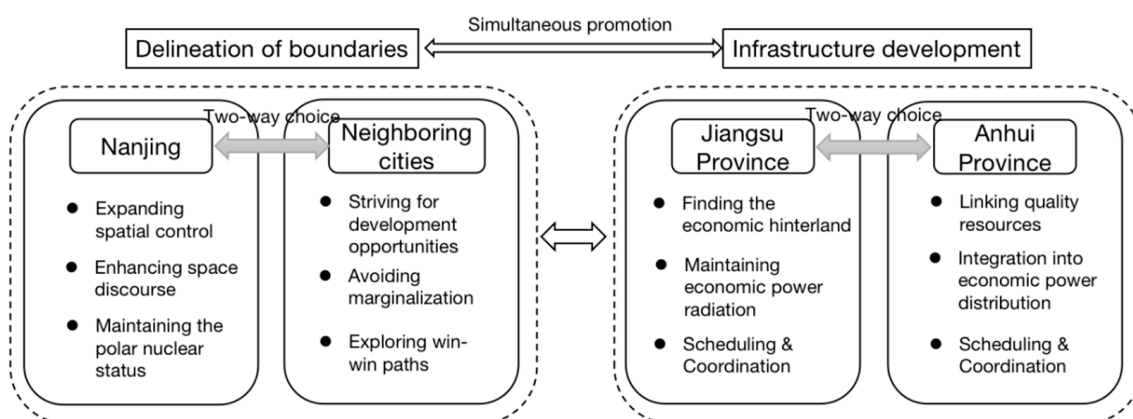 Simultaneous promotion
Delineation of boundaries
Infrastructure development
Two-way choice
Nanjing
Neighboring
cities
Expanding
spatial control
Enhancing space
discourse
Maintaining the
polar nuclear
status
Striving for
development
opportunities
Avoiding
marginalization
Exploring win-
win paths
Two-way choice
Jiangsu
Province
Anhui
Province
Finding the
economic hinterland
Maintaining
economic power
radiation
Scheduling &
Coordination
Linking quality
resources
Integration into
economic power
distribution
Scheduling &
Coordination